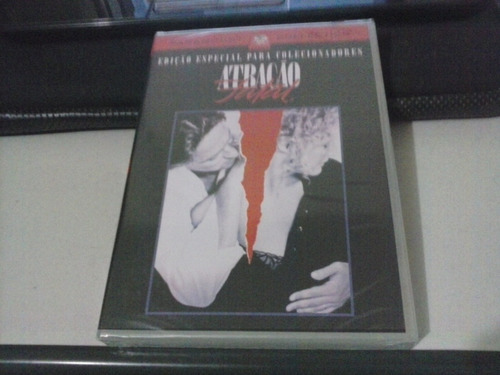 EDIÇÃO ESPECIAL PARA COLECIONADORES
ATRAÇÃO
Fatal